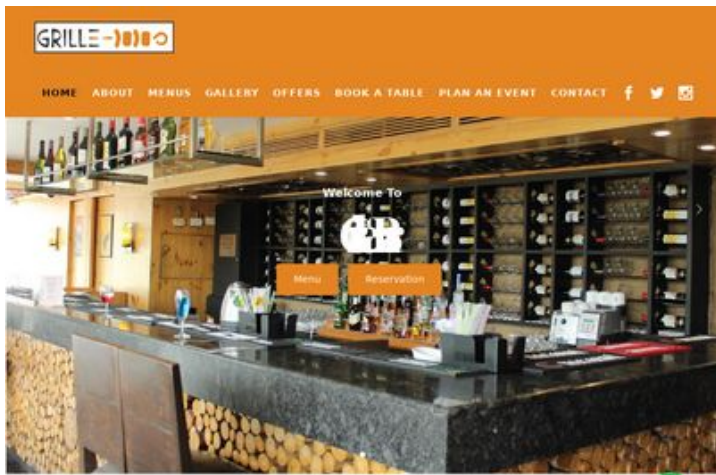 GRILLE
HOME ABOUT MENUS GALLERY OFFERS BOOK A TABLE PLAN AN EVENT CONTACT
Welcome To
Menu Reservation